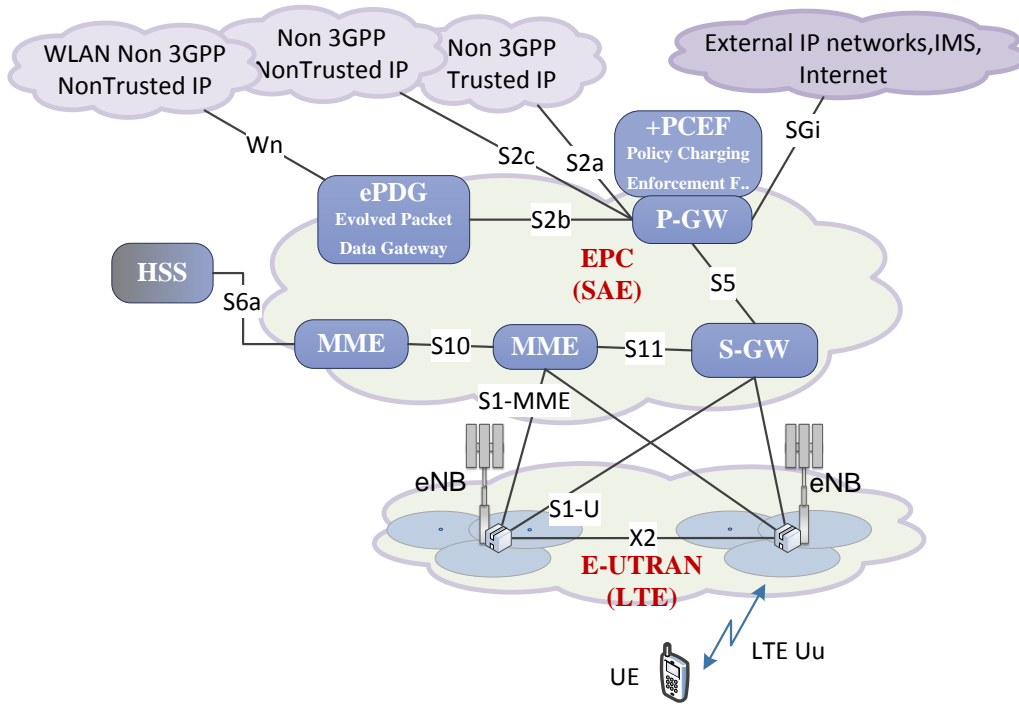 WLAN Non 3GPP
NonTrusted IP
Non 3GPP
NonTrusted IP
Non 3GPP
Trusted IP
External IP networks,IMS,
Internet
Wn
S2c
S2a
SGi
+PCEF
Policy Charging
Enforcement F..
ePDG
Evolved Packet
Data Gateway
S2b
P-GW
HSS
S6a
EPC
(SAE)
S5
MME
S10
MME
S11
S-GW
S1-MME
eNB
eNB
S1-U
X2
E-UTRAN
(LTE)
LTE Uu
UE